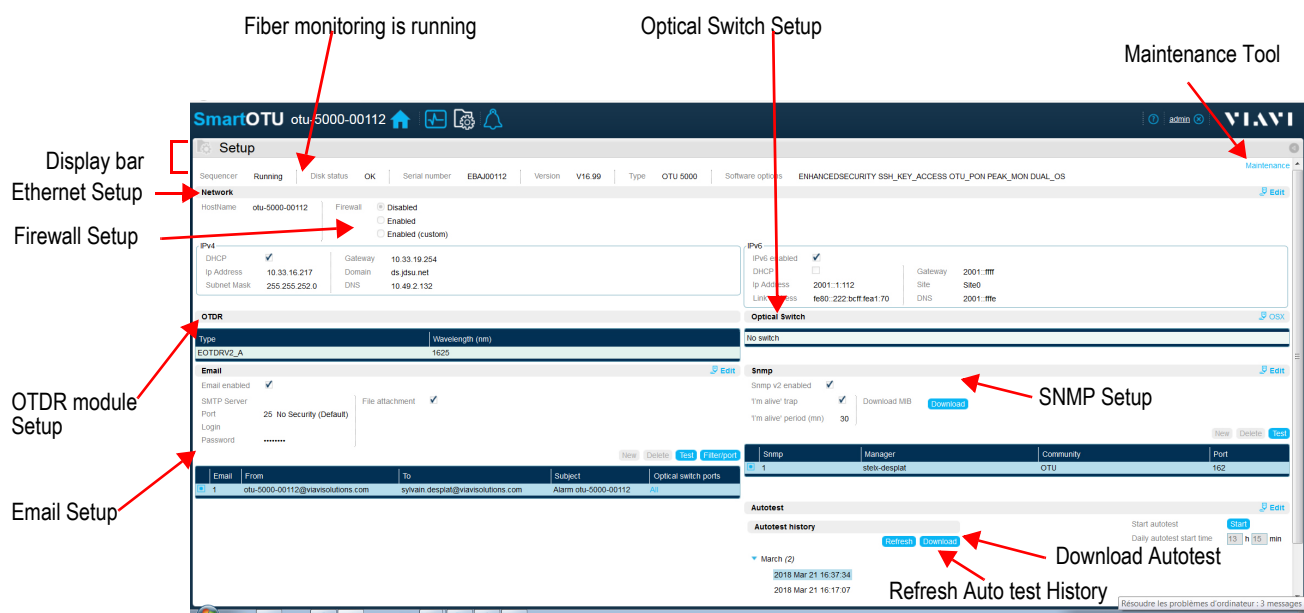 Fiber monitoring is running
Optical Switch Setup
Maintenance Tool
SmartOTU otu-5000-00112
admin
VIAVI
Display bar
Setup
Maintenance
Sequencer Running Disk status OK Serial number EBAJ00112 Version V16.99 Type OTU 5000 Software options ENHANCEDSECURITY SSH_KEY_ACCESS OTU_PON PEAK_MON DUAL_OS
Ethernet Setup
Network Edit
HostName otu-5000-00112 Firewall Disabled
Enabled
Enabled (custom)
Firewall Setup
IPv4
DHCP Gateway 10.33.19.254
Ip Address 10.33.16.217 Domain ds.jdsu.net
Subnet Mask 255.255.252.0 DNS 10.49.2.132
IPv6
IPv6 enabled
DHCP Gateway 2001::ffff
Ip Address 2001::1:112 Site Site0
Link address fe80::222:bcff:fea1:70 DNS 2001::fffe
OTDR
Type Wavelength (nm)
EOTDRV2_A 1625
Optical Switch OSX
No switch
OTDR module
Setup
Email Edit
Email enabled
SMTP Server File attachment
Port 25 No Security (Default)
Login
Password ••••••••
New Delete Test Filter/port
Email From To Subject Optical switch ports
1 otu-5000-00112@viavisolutions.com sylvain.desplat@viavisolutions.com Alarm otu-5000-00112 All
Email Setup
Snmp Edit
Snmp v2 enabled
'I'm alive' trap Download MIB Download
'I'm alive' period (mn) 30
SNMP Setup
New Delete Test
Snmp Manager Community Port
1 stelx-desplat OTU 162
Autotest Edit
Autotest history
Start autotest Start
Refresh Download
Daily autotest start time 13 h 15 min
March (2)
2018 Mar 21 16:37:34
2018 Mar 21 16:17:07
Download Autotest
Refresh Auto test History
Résoudre les problèmes d'ordinateur : 3 messages